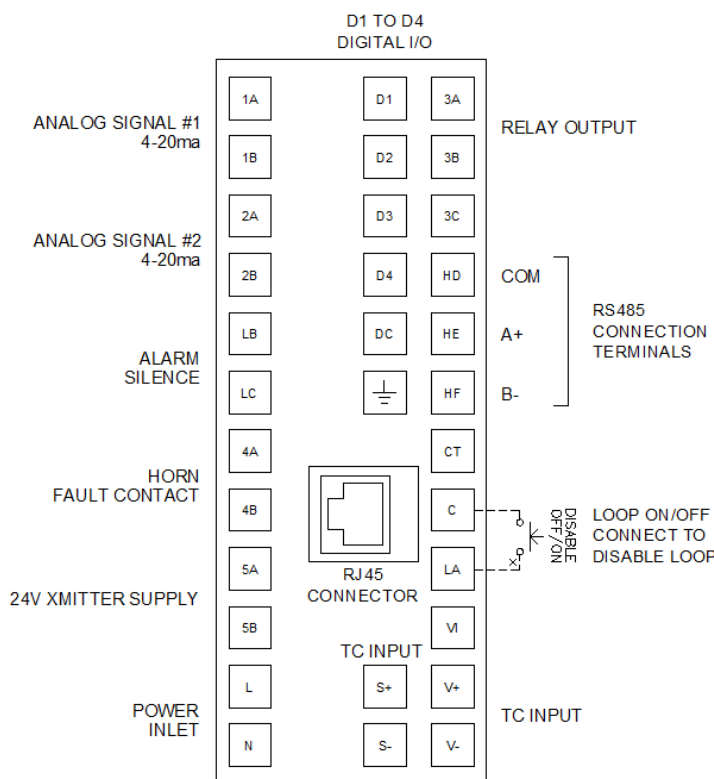 D1 TO D4
DIGITAL I/O
1A
D1
3A
ANALOG SIGNAL #1
4-20ma
RELAY OUTPUT
1B
D2
3B
2A
D3
3C
ANALOG SIGNAL #2
4-20ma
2B
D4
HD
COM
LB
DC
HE
A+
RS485
CONNECTION
TERMINALS
ALARM
SILENCE
LC
HF
B-
4A
CT
HORN
FAULT CONTACT
4B
C
DISABLE
OFF/ON
LOOP ON/OFF
CONNECT TO
DISABLE LOOP
5A
RJ45
CONNECTOR
LA
24V XMITTER SUPPLY
5B
VI
TC INPUT
L
S+
V+
POWER
INLET
TC INPUT
N
S-
V-